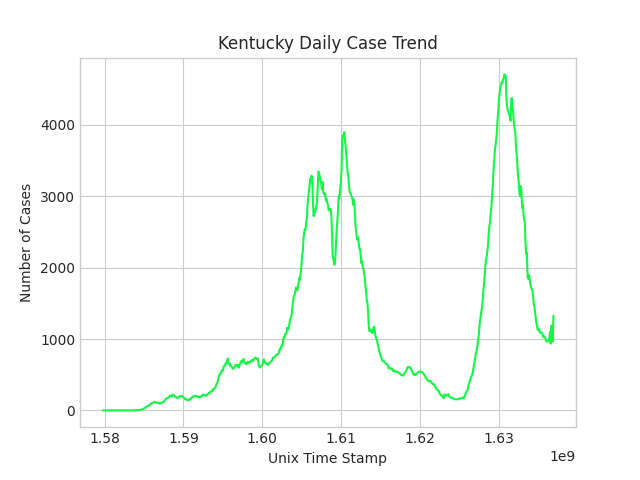 Kentucky Daily Case Trend
Number of Cases
4000
3000
2000
1000
0
1.58 1.59 1.60 1.61 1.62 1.63
1e9
Unix Time Stamp